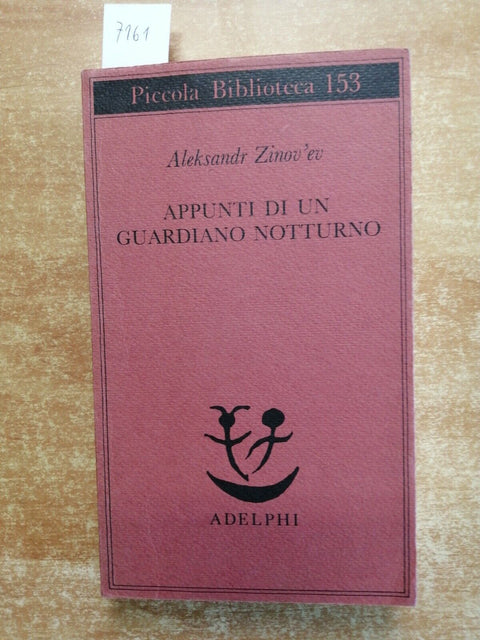 7161
Piccola Biblioteca 153
Aleksandr Zinov'ev
APPUNTI DI UN
GUARDIANO NOTTURNO
ADELPHI